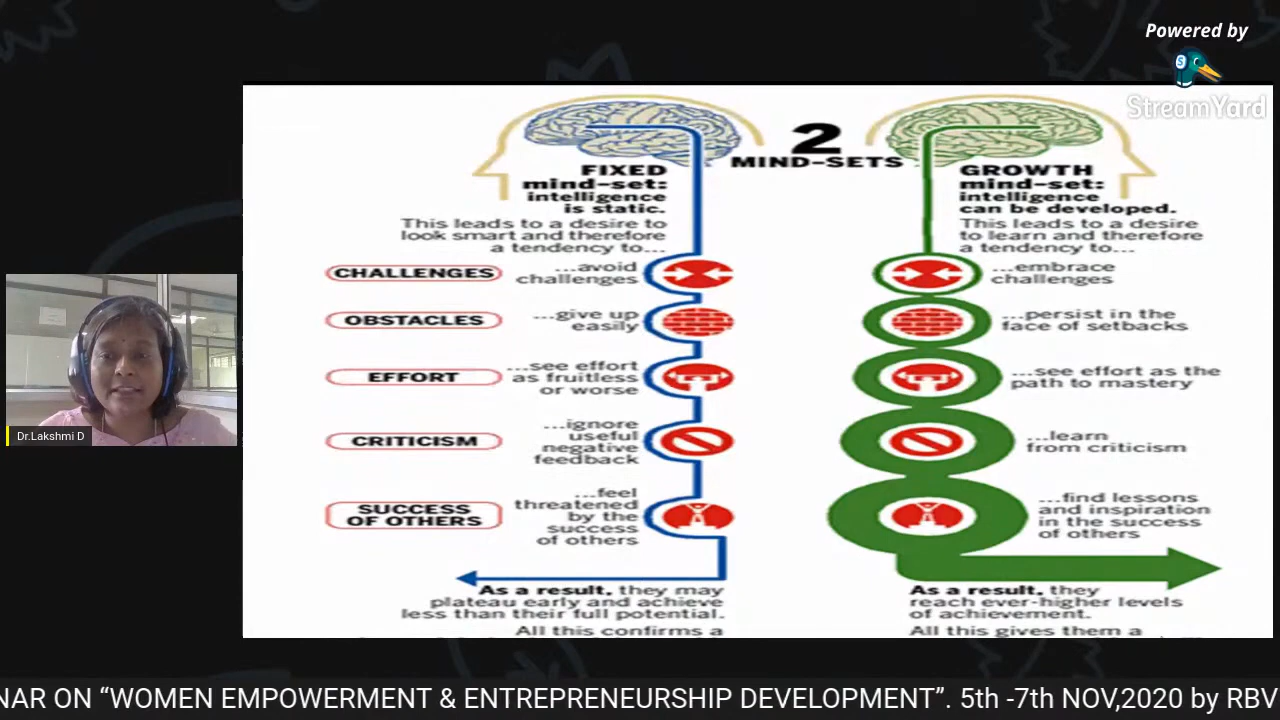 Powered by
StreamYard
2
MIND-SETS
FIXED
mind-set:
intelligence
is static.
This leads to a desire to
look smart and therefore
a tendency to...
GROWTH
mind-set:
intelligence
can be developed.
This leads to a desire
to learn and therefore
a tendency to...
CHALLENGES
...avoid
challenges
...embrace
challenges
OBSTACLES
...give up
easily
...persist in the
face of setbacks
EFFORT
...see effort
as fruitless
or worse
...see effort as the
path to mastery
CRITICISM
...ignore
useful
negative
feedback
...learn
from criticism
SUCCESS
OF OTHERS
...feel
threatened
by the
success
of others
...find lessons
and inspiration
in the success
of others
As a result, they may
plateau early and achieve
less than their full potential.
All this confirms a
As a result, they
reach ever-higher levels
of achievement.
All this gives them a
Dr.Lakshmi D
NAR ON “WOMEN EMPOWERMENT & ENTREPRENEURSHIP DEVELOPMENT”. 5th -7th NOV,2020 by RBV